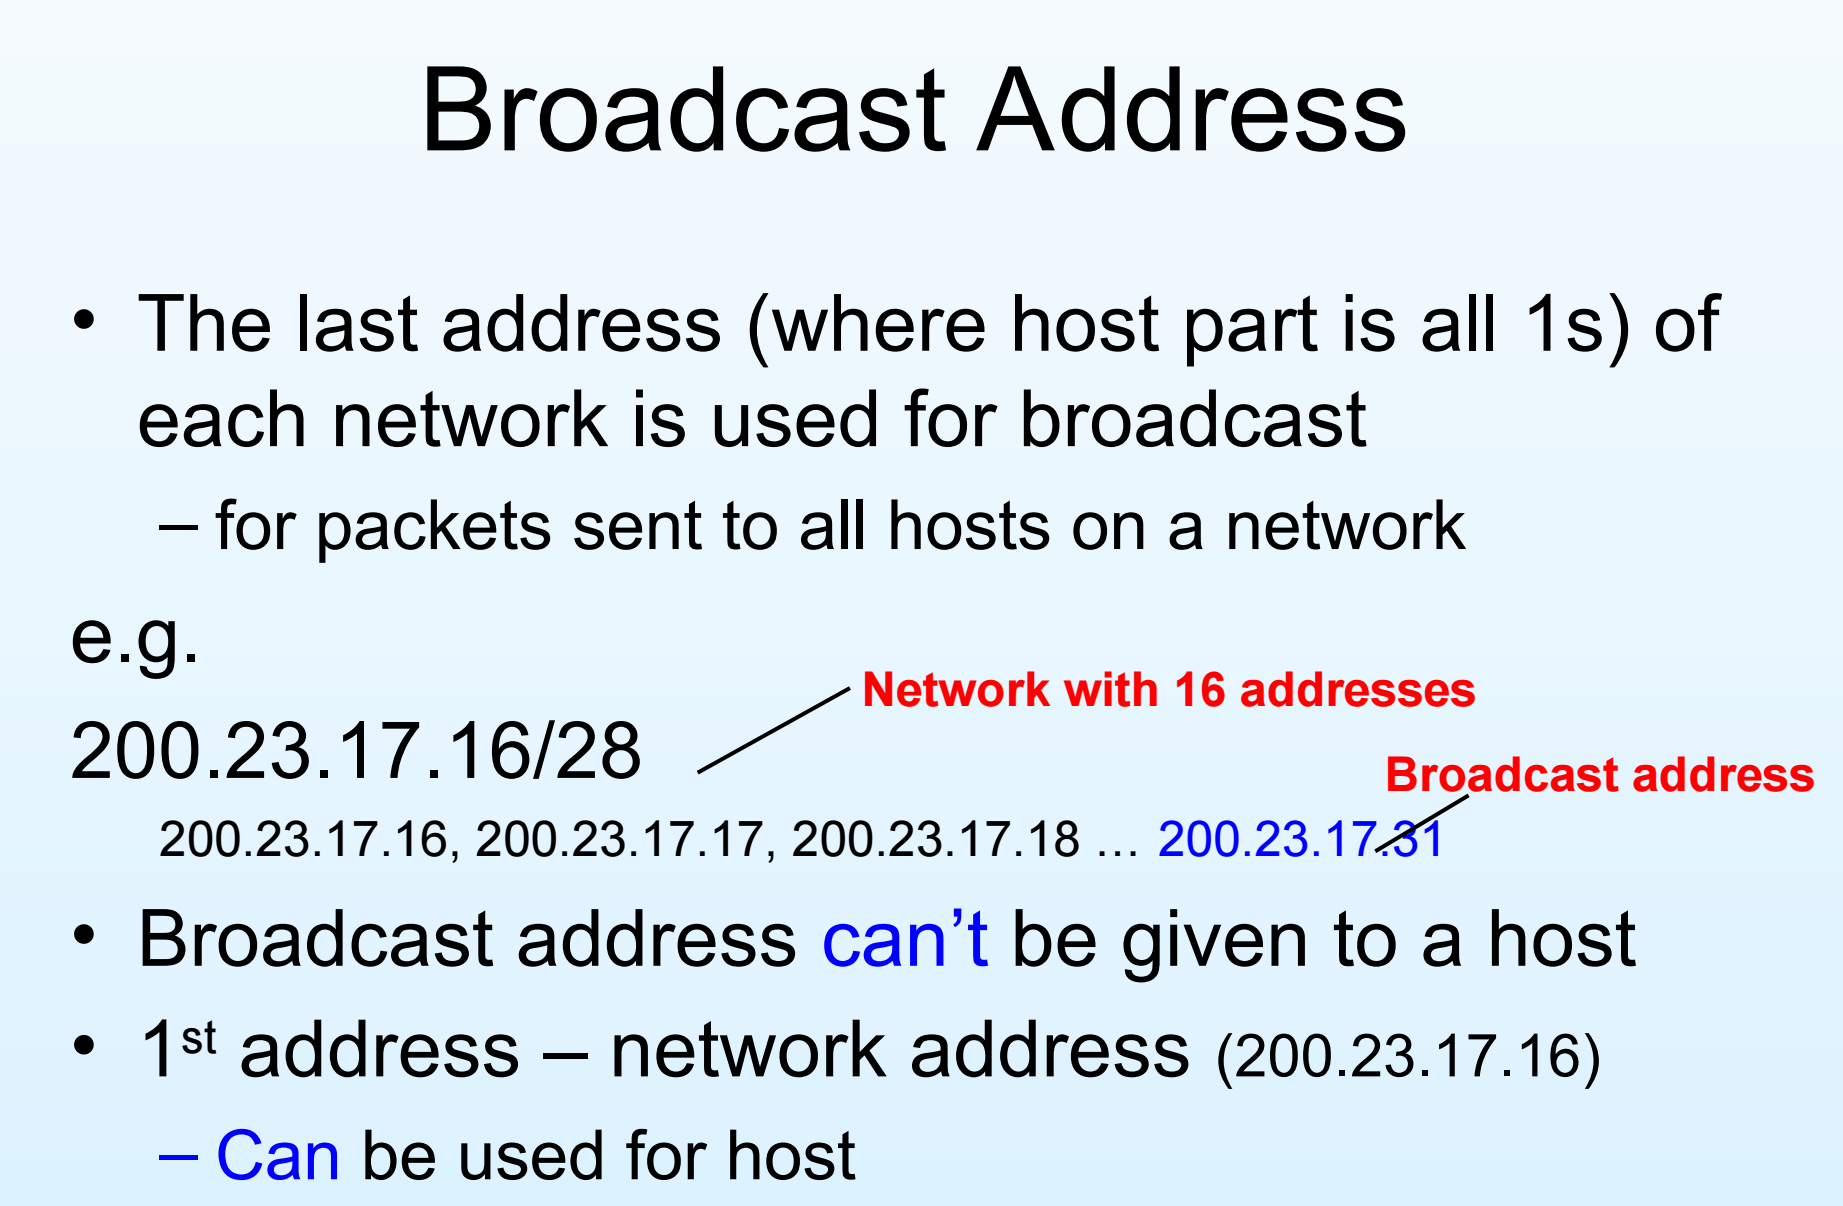 Broadcast Address
• The last address (where host part is all 1s) of
each network is used for broadcast
– for packets sent to all hosts on a network
e.g.
Network with 16 addresses
200.23.17.16/28
Broadcast address
200.23.17.16, 200.23.17.17, 200.23.17.18 … 200.23.17.31
• Broadcast address can’t be given to a host
• 1st address – network address (200.23.17.16)
– Can be used for host